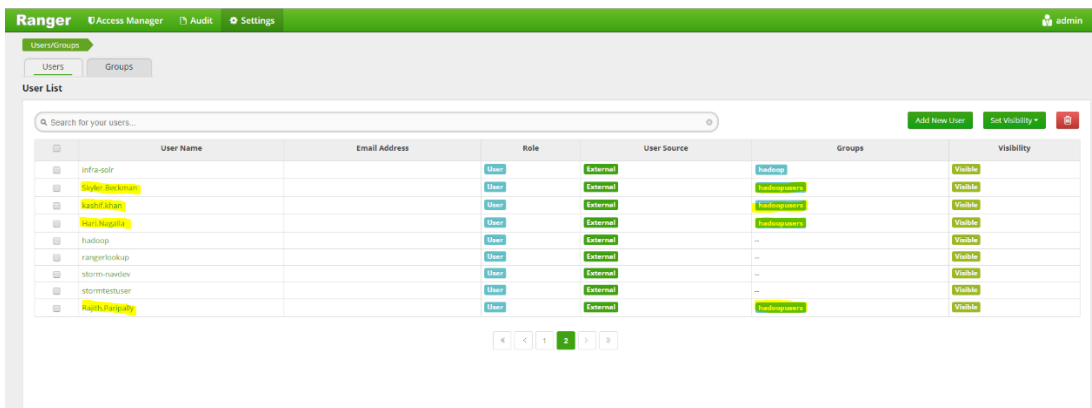 Ranger Access Manager Audit Settings admin
Users/Groups
Users Groups
User List
Search for your users... Add New User Set Visibility
User Name Email Address Role User Source Groups Visibility
infra-solr User External hadoop Visible
Skyler.Beckman User External hadoopusers Visible
kashif.khan User External hadoopusers Visible
Hari.Nagalla User External hadoopusers Visible
hadoop User External -- Visible
rangerlookup User External -- Visible
storm-navdev User External -- Visible
stormtestuser User External -- Visible
Rajith.Paripally User External hadoopusers Visible
« < 1 2 > »